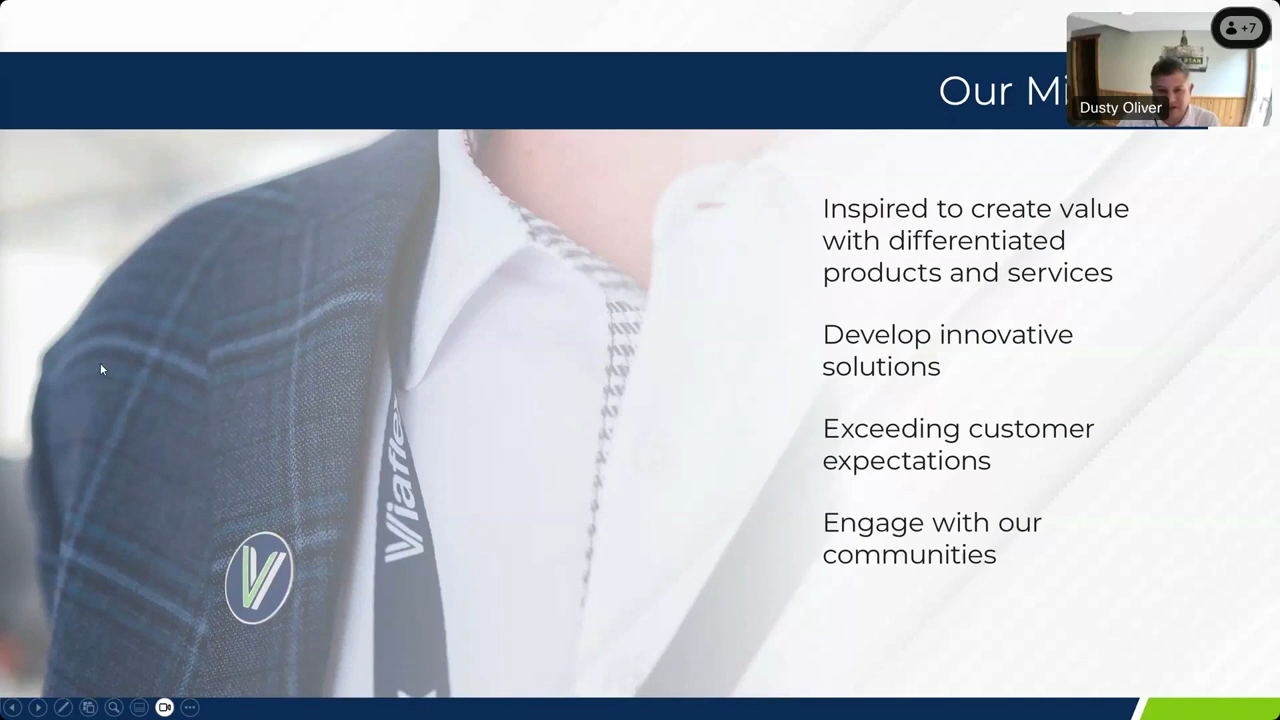 Our Mi
+7
Dusty Oliver
Inspired to create value
with differentiated
products and services
Develop innovative
solutions
Exceeding customer
expectations
Engage with our
communities
Viafle
V